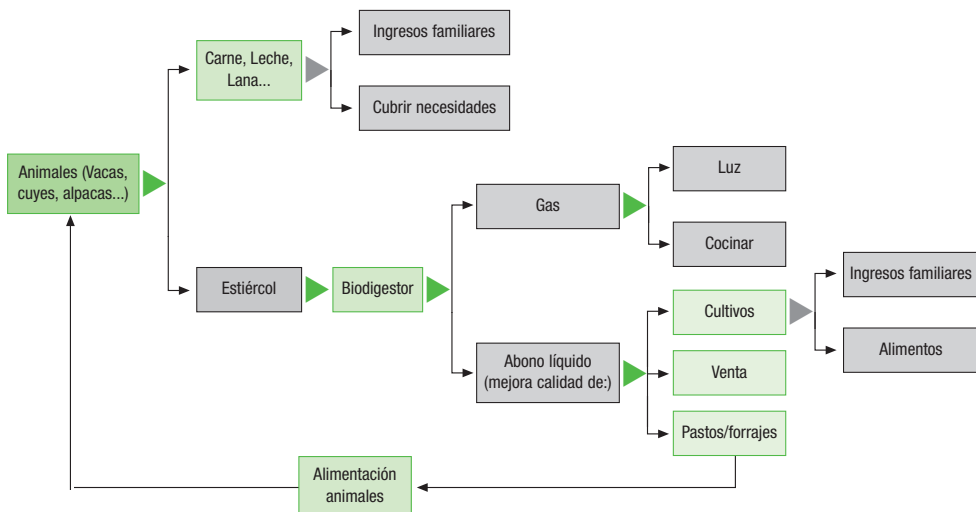 Ingresos familiares
Carne, Leche,
Lana...
Cubrir necesidades
Animales (Vacas,
cuyes, alpacas...)
Luz
Gas
Cocinar
Ingresos familiares
Estiércol
Biodigestor
Cultivos
Alimentos
Abono líquido
(mejora calidad de:)
Venta
Pastos/forrajes
Alimentación
animales